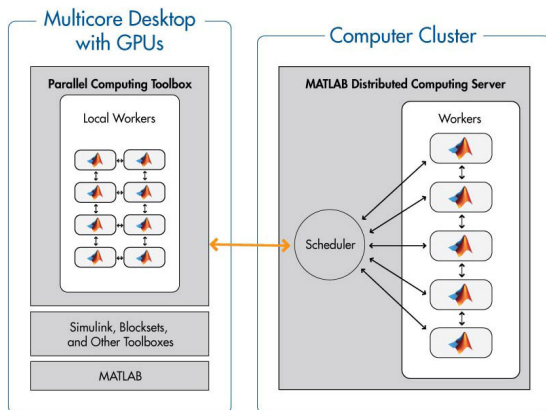 Multicore Desktop
with GPUs
Parallel Computing Toolbox
Local Workers
Simulink, Blocksets,
and Other Toolboxes
MATLAB
Computer Cluster
MATLAB Distributed Computing Server
Workers
Scheduler